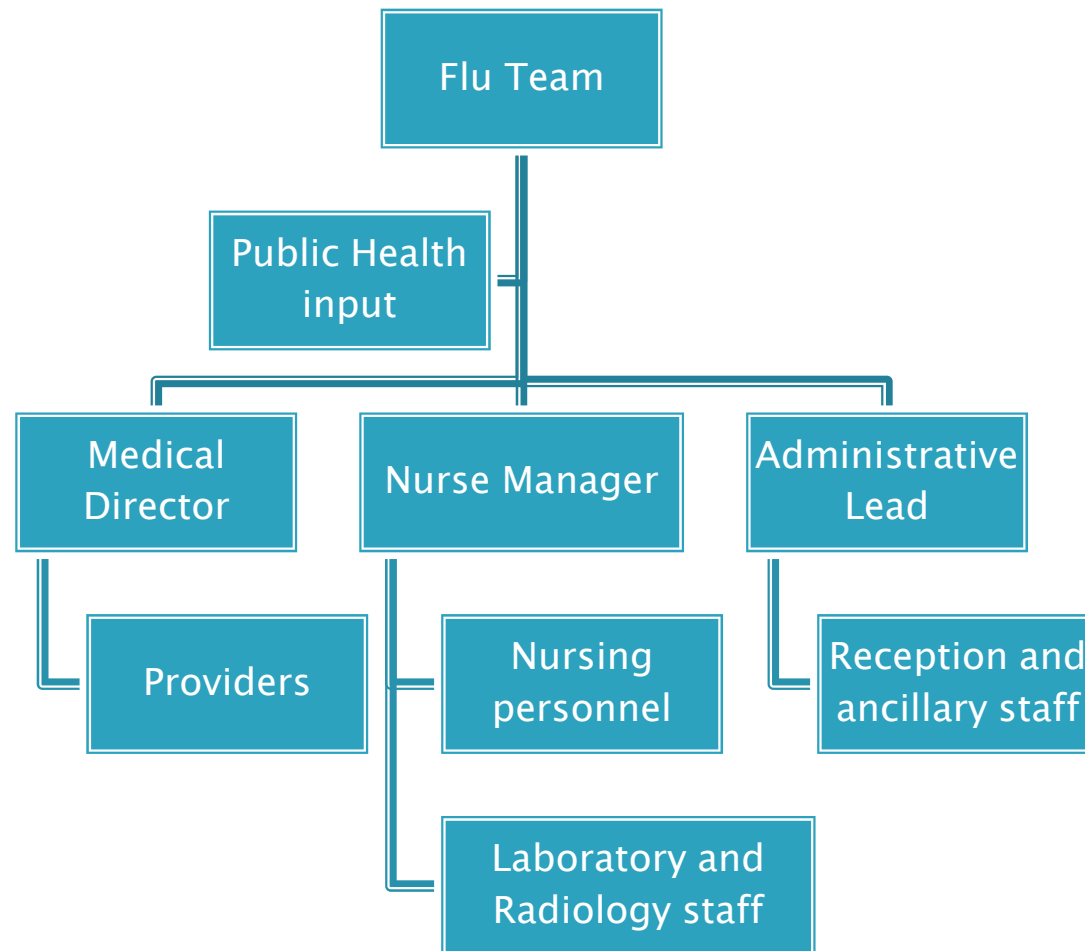 Flu Team
Public Health
input
Medical
Director
Nurse Manager
Administrative
Lead
Providers
Nursing
personnel
Reception and
ancillary staff
Laboratory and
Radiology staff